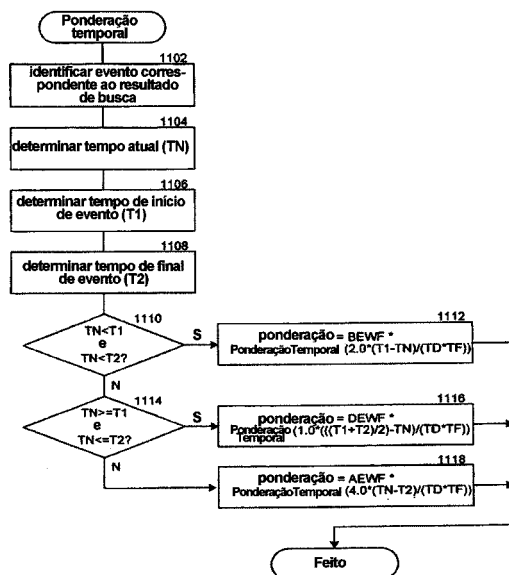 Ponderação
temporal
1102
identificar evento corres-
pondente ao resultado
de busca
1104
determinar tempo atual (TN)
1106
determinar tempo de início
de evento (T1)
1108
determinar tempo de final
de evento (T2)
1110
TN<T1
e
TN<T2?
S
N
1112
ponderação = BEWF *
PonderaçãoTemporal (2.0*(T1-TN)/(TD*TF))
1114
TN>=T1
e
TN<=T2?
S
N
1116
ponderação = DEWF *
Ponderação (1.0*(((T1+T2)/2)-TN)/(TD*TF))
Temporal
1118
ponderação = AEWF *
PonderaçãoTemporal (4.0*(TN-T2)/(TD*TF))
Feito